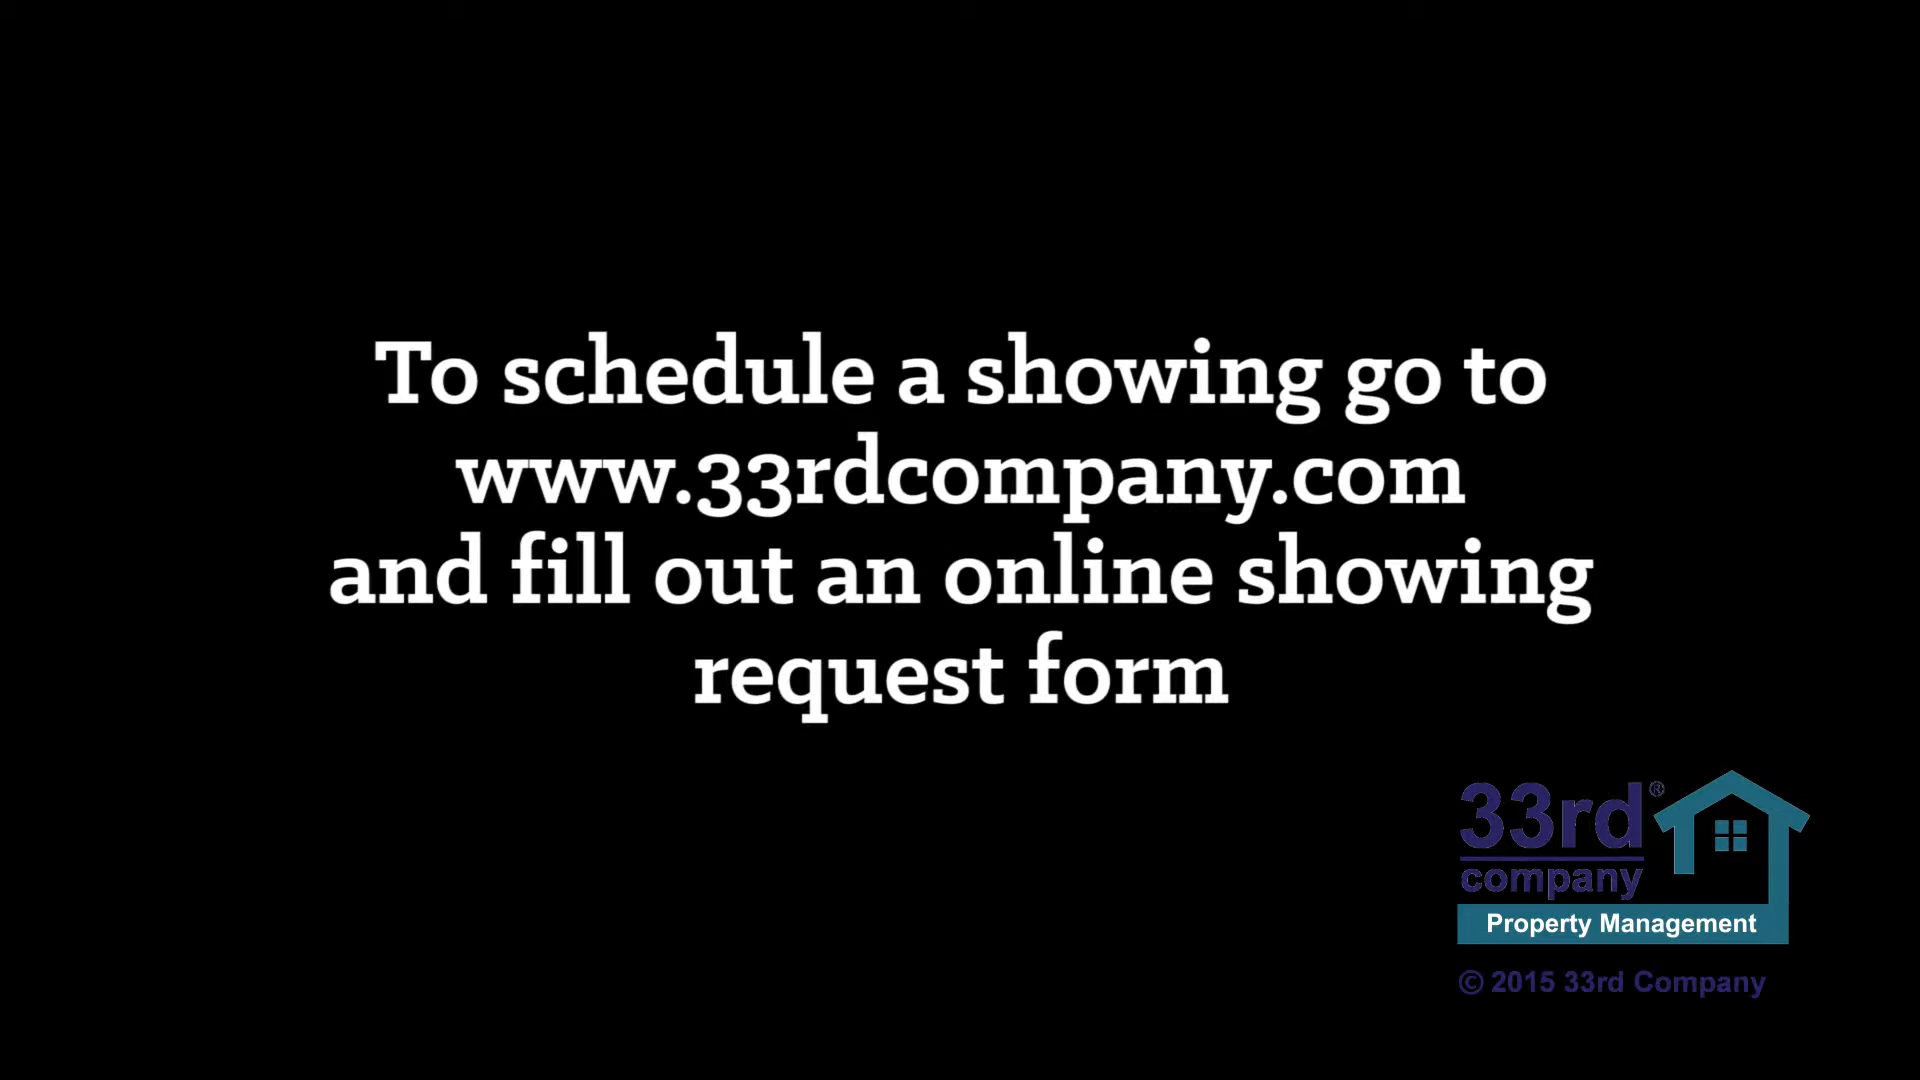 To schedule a showing go to
www.33rdcompany.com
and fill out an online showing
request form
33rd®
company
Property Management
© 2015 33rd Company